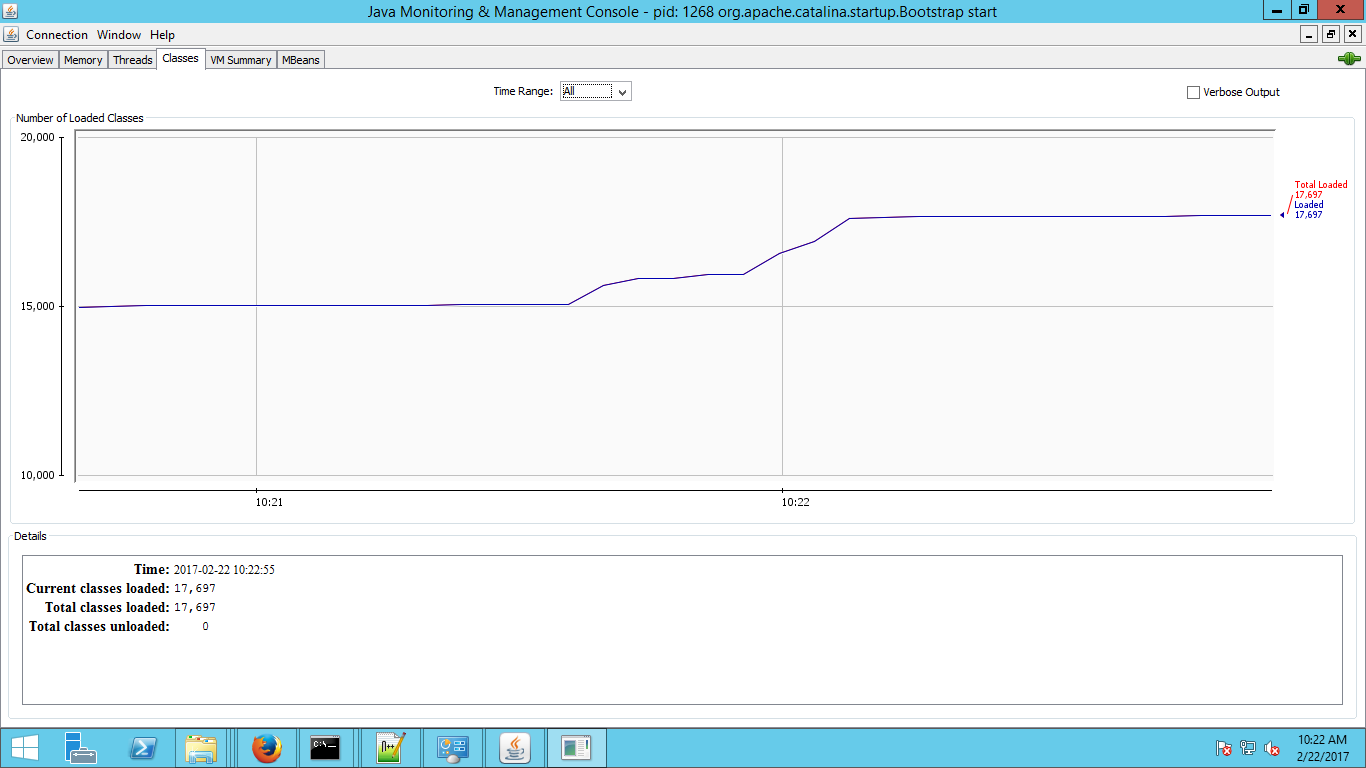 Java Monitoring & Management Console - pid: 1268 org.apache.catalina.startup.Bootstrap start
Connection Window Help
Overview Memory Threads Classes VM Summary MBeans
Time Range: All
Verbose Output
Number of Loaded Classes
20,000
15,000
10,000
Total Loaded
17,697
Loaded
17,697
10:21 10:22
Details
Time: 2017-02-22 10:22:55
Current classes loaded: 17,697
Total classes loaded: 17,697
Total classes unloaded: 0
10:22 AM
2/22/2017